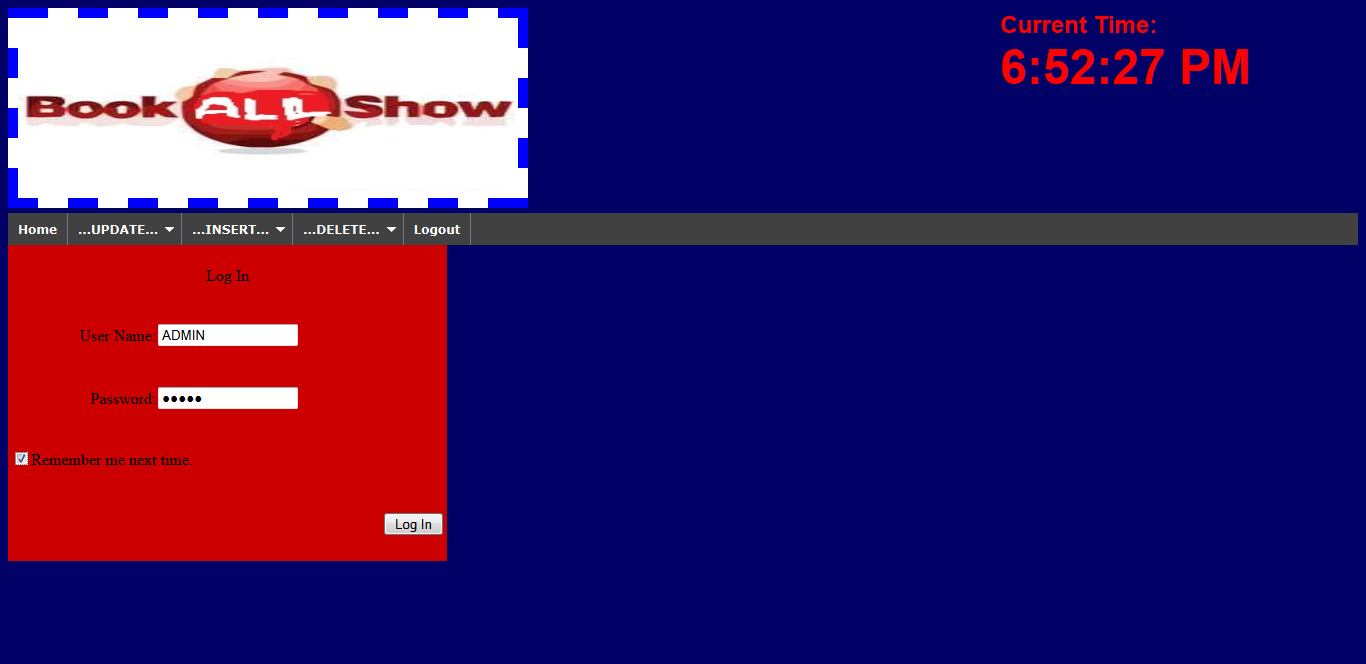 Book ALL Show
Current Time:
6:52:27 PM
Home ...UPDATE... ...INSERT... ...DELETE... Logout
Log In
User Name: ADMIN
Password: •••••
Remember me next time.
Log In